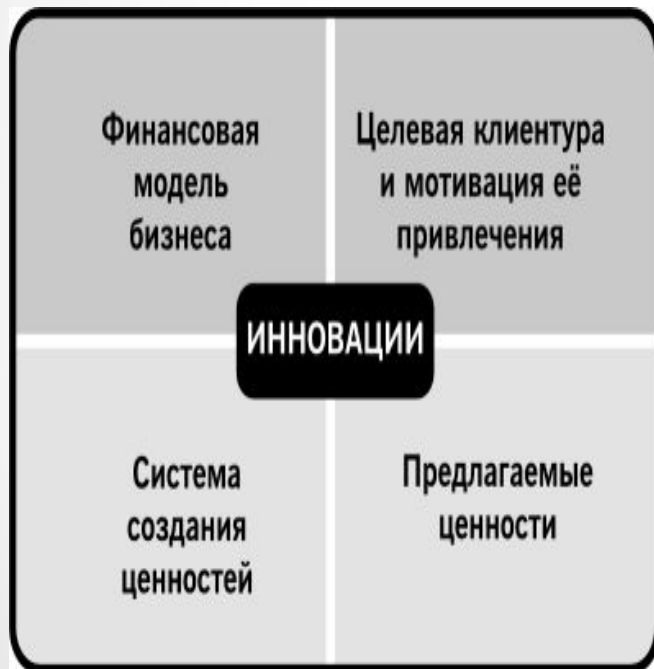 Финансовая
модель
бизнеса
Целевая клиентура
и мотивация её
привлечения
ИННОВАЦИИ
Система
создания
ценностей
Предлагаемые
ценности